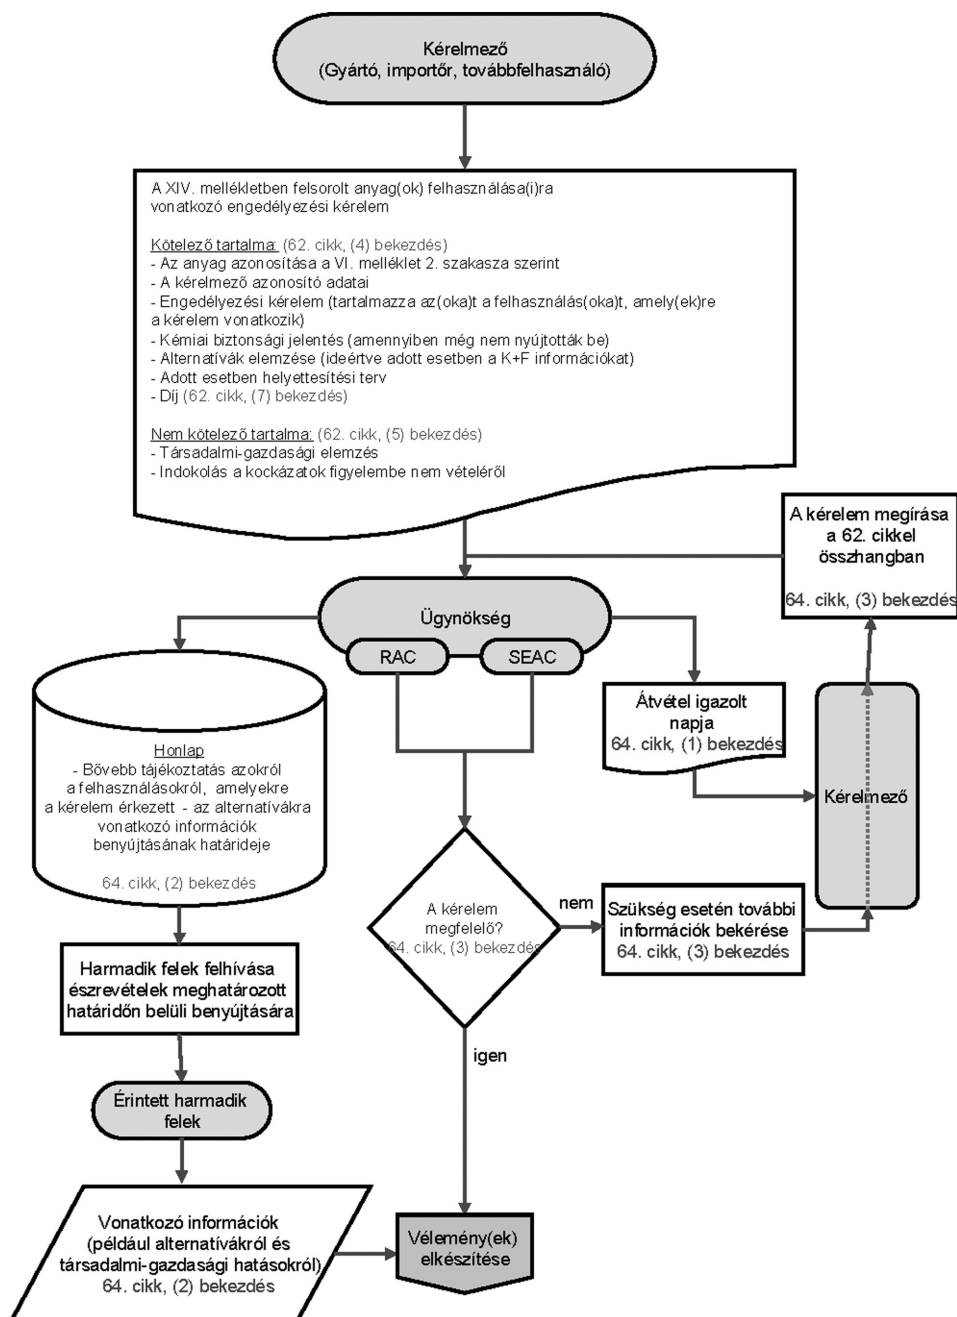 Kérelmező
(Gyártó, importőr, továbbfelhasználó)
A XIV. mellékletben felsorolt anyag(ok) felhasználása(i)ra
vonatkozó engedélyezési kérelem
Kötelező tartalma: (62. cikk, (4) bekezdés)
- Az anyag azonosítása a VI. melléklet 2. szakasza szerint
- A kérelmező azonosító adatai
- Engedélyezési kérelem (tartalmazza az(oka)t a felhasználás(oka)t, amely(ek)re
a kérelem vonatkozik)
- Kémiai biztonsági jelentés (amennyiben még nem nyújtották be)
- Alternatívák elemzése (ideértve adott esetben a K+F információkat)
- Adott esetben helyettesítési terv
- Díj (62. cikk, (7) bekezdés)
Nem kötelező tartalma: (62. cikk, (5) bekezdés)
- Társadalmi-gazdasági elemzés
- Indokolás a kockázatok figyelembe nem vételéről
A kérelem megírása
a 62. cikkel
összhangban
64. cikk, (3) bekezdés
Ügynökség
RAC
SEAC
Átvétel igazolt
napja
64. cikk, (1) bekezdés
Kérelmező
Honlap
- Bővebb tájékoztatás azokról
a felhasználásokról, amelyekre
a kérelem érkezett - az alternatívákra
vonatkozó információk
benyújtásának határideje
64. cikk, (2) bekezdés
A kérelem
megfelelő?
64. cikk, (3) bekezdés
nem
Szükség esetén további
információk bekérése
64. cikk, (3) bekezdés
Harmadik felek felhívása
észrevételek meghatározott
határidőn belüli benyújtására
igen
Érintett harmadik
felek
Vonatkozó információk
(például alternatívákról és
társadalmi-gazdasági hatásokról)
64. cikk, (2) bekezdés
Vélemény(ek)
elkészítése